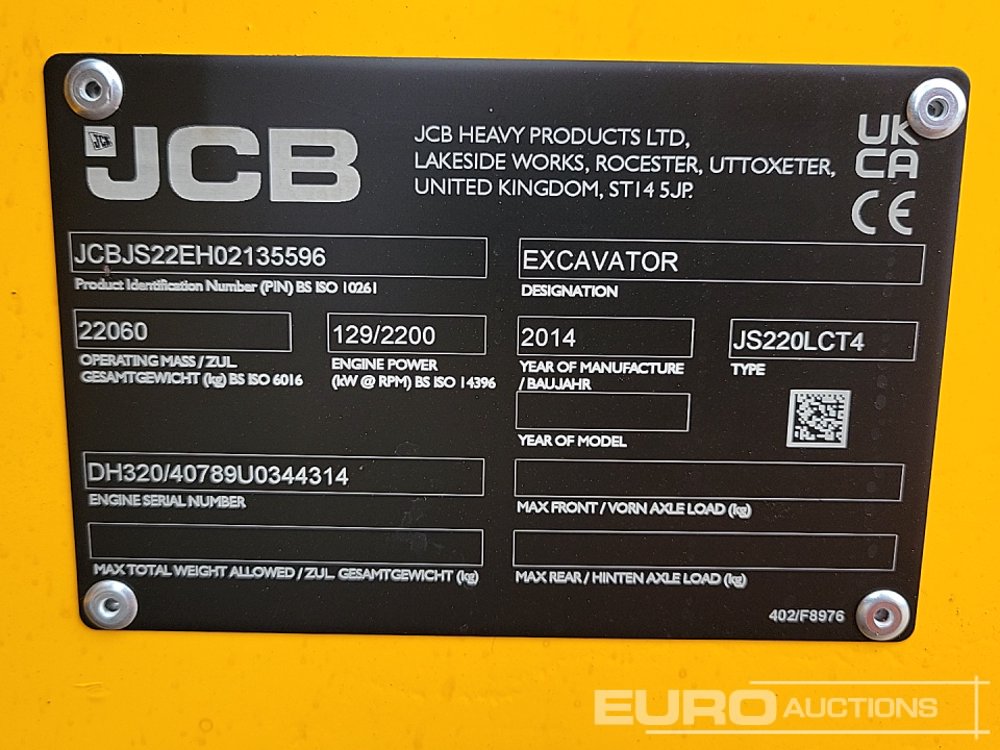 JCB
JCB HEAVY PRODUCTS LTD,
LAKESIDE WORKS, ROCESTER, UTTOXETER,
UNITED KINGDOM, ST14 5JP.
UK
CA
CE
JCBJS22EH02135596
Product Identification Number (PIN) BS ISO 10261
EXCAVATOR
DESIGNATION
22060
OPERATING MASS / ZUL
GESAMTGEWICHT (kg) BS ISO 6016
129/2200
ENGINE POWER
(kW @ RPM) BS ISO 14396
2014
YEAR OF MANUFACTURE
/ BAUJAHR
JS220LCT4
TYPE
YEAR OF MODEL
DH320/40789U0344314
ENGINE SERIAL NUMBER
MAX FRONT / VORN AXLE LOAD (kg)
MAX TOTAL WEIGHT ALLOWED / ZUL. GESAMTGEWICHT (kg)
MAX REAR / HINTEN AXLE LOAD (kg)
402/F8976
EURO AUCTIONS